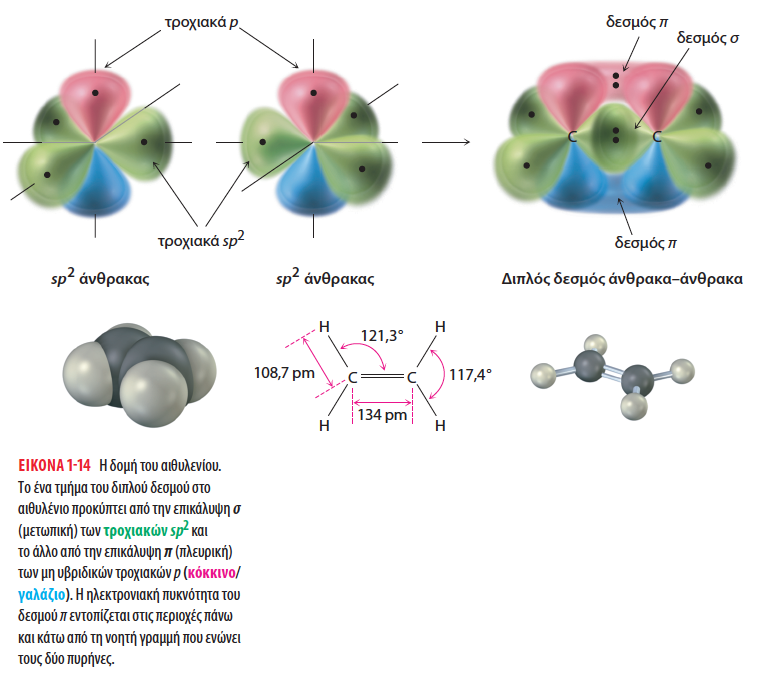 τροχιακά p
δεσμός π
δεσμός σ
C
C
τροχιακά sp²
δεσμός π
sp² άνθρακας
sp² άνθρακας
Διπλός δεσμός άνθρακα–άνθρακα
H
H
121,3°
108,7 pm
C
C
117,4°
134 pm
H
H
ΕΙΚΟΝΑ 1-14 Η δομή του αιθυλενίου.
Το ένα τμήμα του διπλού δεσμού στο
αιθυλένιο προκύπτει από την επικάλυψη σ
(μετωπική) των τροχιακών sp² και
το άλλο από την επικάλυψη π (πλευρική)
των μη υβριδικών τροχιακών p (κόκκινο/
γαλάζιο). Η ηλεκτρονιακή πυκνότητα του
δεσμού π εντοπίζεται στις περιοχές πάνω
και κάτω από τη νοητή γραμμή που ενώνει
τους δύο πυρήνες.